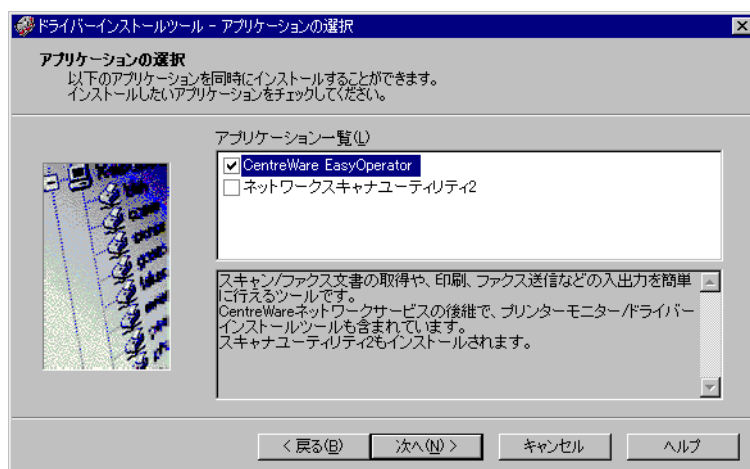 ドライバーインストールツール - アプリケーションの選択
アプリケーションの選択
以下のアプリケーションを同時にインストールすることができます。
インストールしたいアプリケーションをチェックしてください。
アプリケーション一覧(L)
CentreWare EasyOperator
ネットワークスキャナユーティリティ2
スキャン/ファクス文書の取得や、印刷、ファクス送信などの入出力を簡単
に行えるツールです。
CentreWareネットワークサービスの後継で、プリンターモニター/ドライバー
インストールツールも含まれています。
スキャナユーティリティ2もインストールされます。
< 戻る(B)
次へ(N) >
キャンセル
ヘルプ